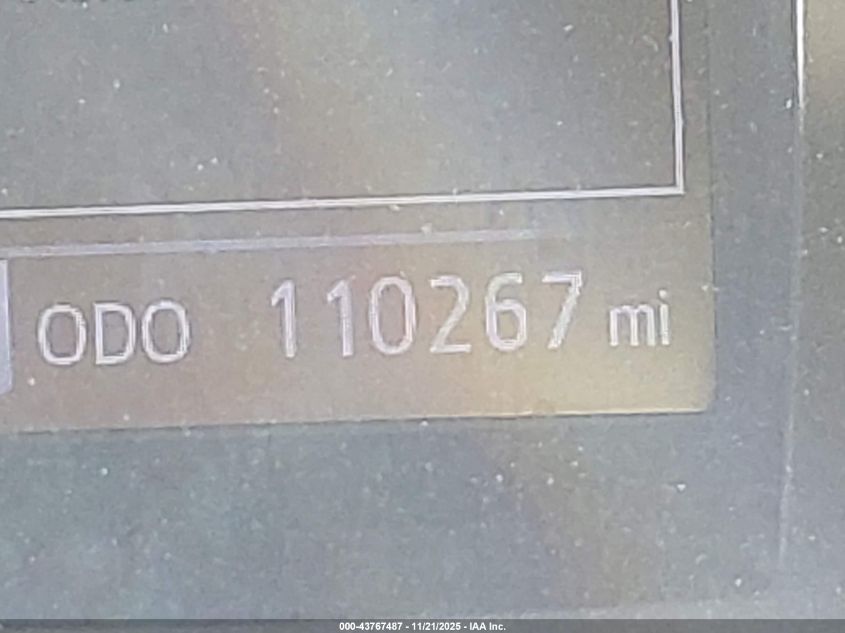 ODO 110267 mi
000-43767487 - 11/21/2025 - IAA Inc.